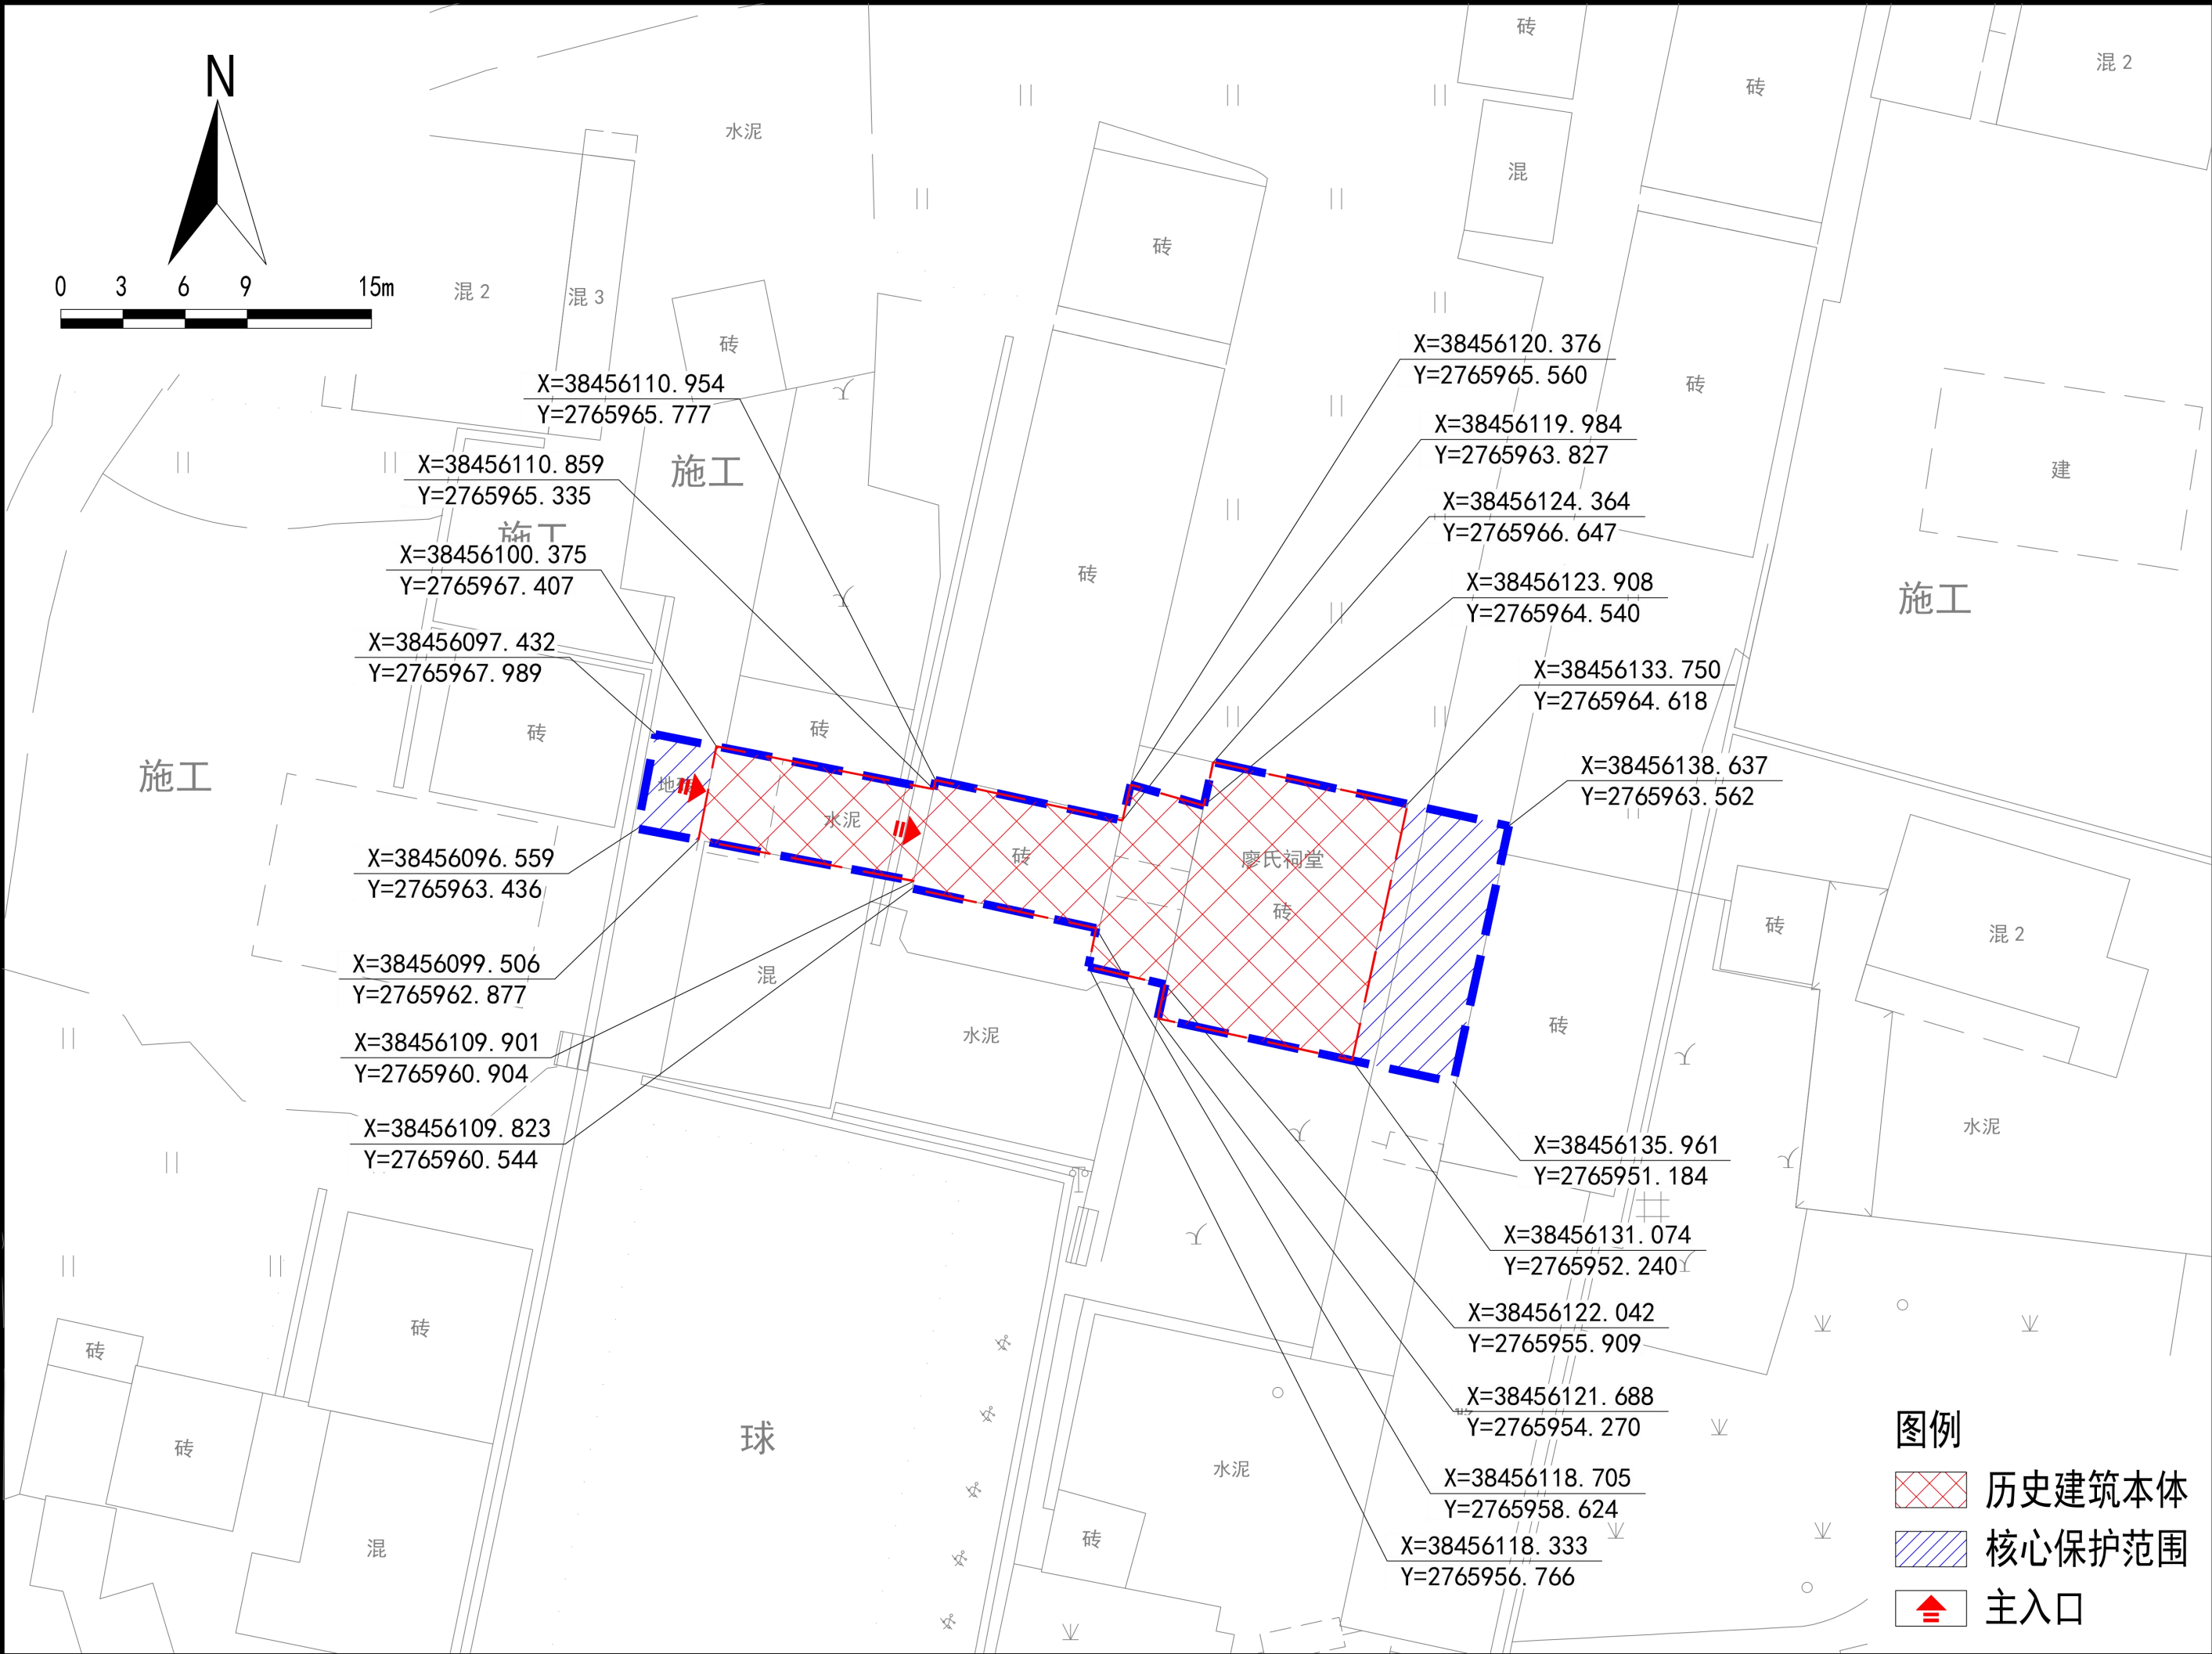 砖
混 2
N
砖
水泥
混
砖
0 3 6 9 15m
混 2
混 3
砖
X=38456120.376
Y=2765965.560
X=38456110.954
Y=2765965.777
砖
X=38456119.984
Y=2763963.827
X=38456110.859
Y=2765965.335
施工
建
X=38456124.364
Y=2765966.647
施工
X=38456100.375
Y=2765967.407
砖
X=38456123.908
Y=2765964.540
施工
X=38456097.432
Y=2765967.989
X=38456133.750
Y=2765964.618
砖
砖
施工
X=38456138.637
Y=2765963.562
水泥
砖
廖氏祠堂
砖
X=38456096.559
Y=2765963.436
砖
混 2
X=38456099.506
Y=2765962.877
混
水泥
砖
X=38456109.901
Y=2765960.904
水泥
X=38456109.823
Y=2765960.544
X=38456135.961
Y=2765951.184
X=38456131.074
Y=2765952.240
X=38456122.042
Y=2765955.909
砖
砖
X=38456121.688
Y=2765954.270
砖
球
水泥
X=38456118.705
Y=2765958.624
砖
混
X=38456118.333
Y=2765956.766
图例
历史建筑本体
核心保护范围
主入口